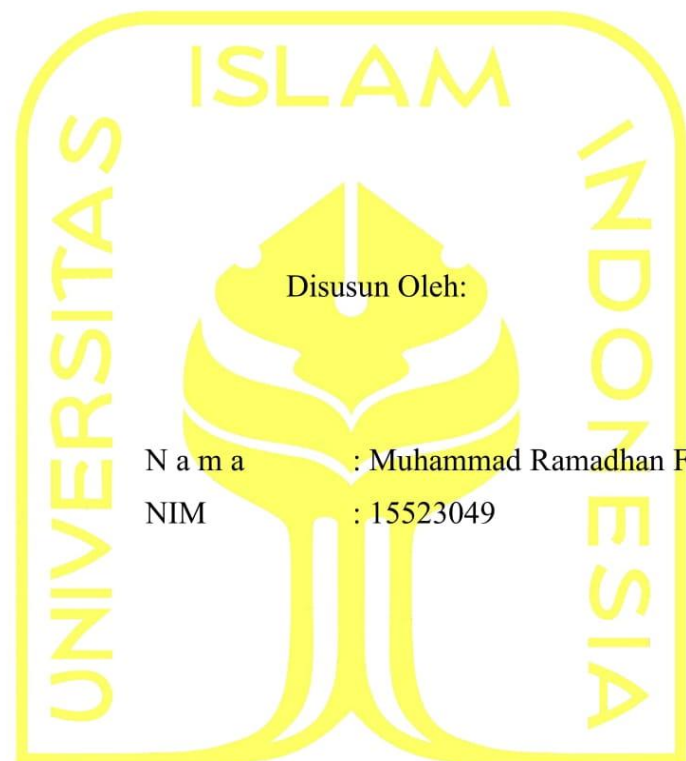 UNIVERSITAS ISLAM INDONESIA
Disusun Oleh:
N a m a : Muhammad Ramadhan F
NIM : 15523049